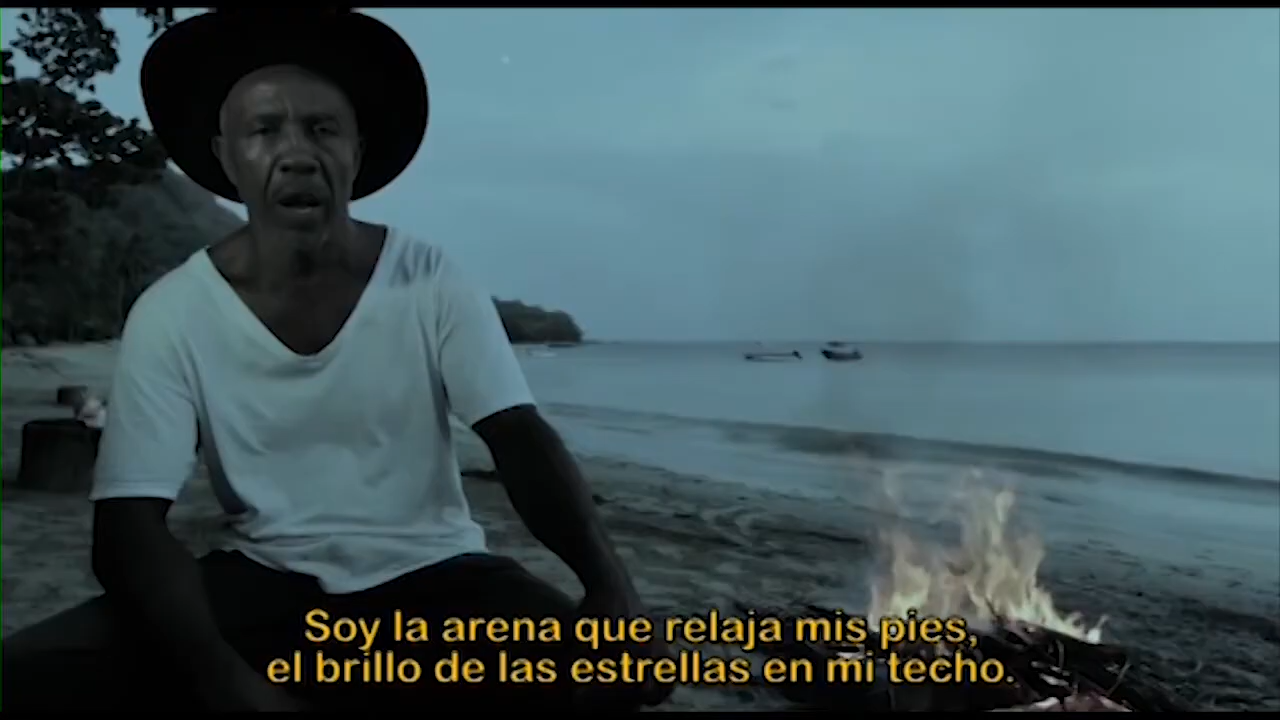 Soy la arena que relaja mis pies,
el brillo de las estrellas en mi techo.